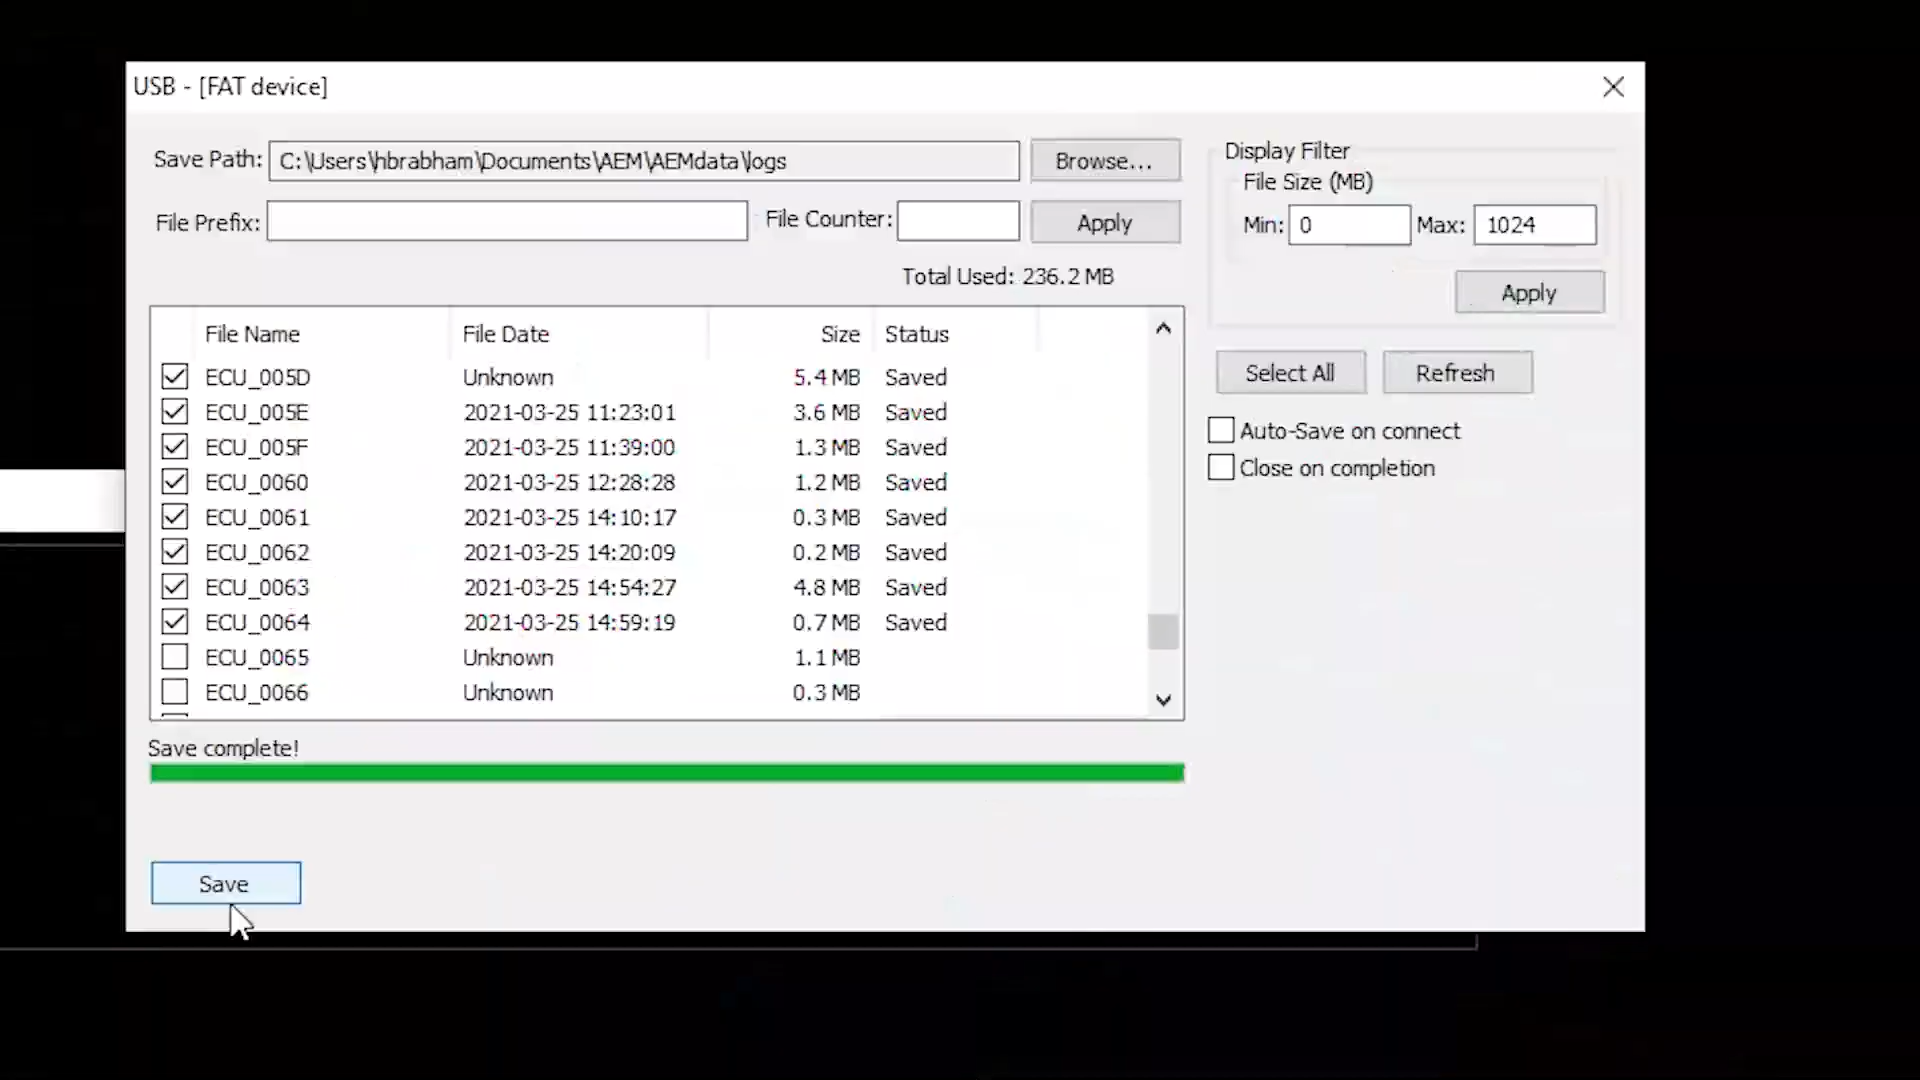 USB - [FAT device]
Save Path: C:\Users\hbrabham\Documents\AEM\AEMdata\logs Browse...
File Prefix: File Counter: Apply
Total Used: 236.2 MB
File Name File Date Size Status
ECU_005D Unknown 5.4 MB Saved
ECU_005E 2021-03-25 11:23:01 3.6 MB Saved
ECU_005F 2021-03-25 11:39:00 1.3 MB Saved
ECU_0060 2021-03-25 12:28:28 1.2 MB Saved
ECU_0061 2021-03-25 14:10:17 0.3 MB Saved
ECU_0062 2021-03-25 14:20:09 0.2 MB Saved
ECU_0063 2021-03-25 14:54:27 4.8 MB Saved
ECU_0064 2021-03-25 14:59:19 0.7 MB Saved
ECU_0065 Unknown 1.1 MB
ECU_0066 Unknown 0.3 MB
Save complete!
Save
Display Filter
File Size (MB)
Min: 0 Max: 1024
Apply
Select All Refresh
Auto-Save on connect
Close on completion